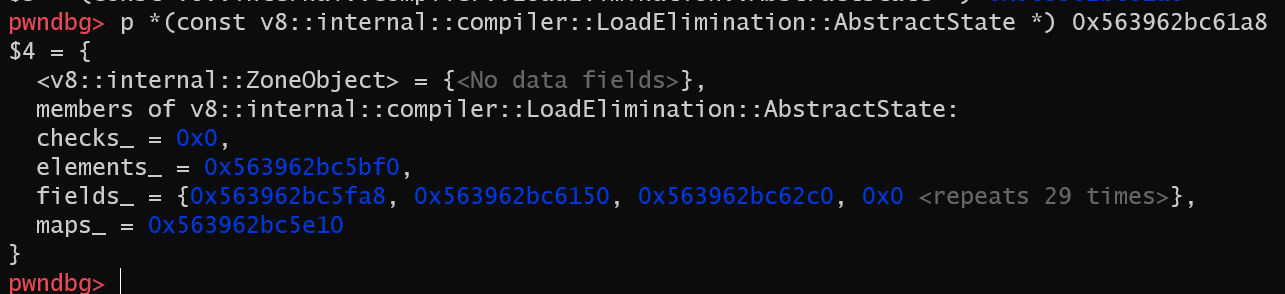 pwndbg> p *(const v8::internal::compiler::LoadElimination::AbstractState *) 0x563962bc61a8
$4 = {
  <v8::internal::ZoneObject> = {<No data fields>},
  members of v8::internal::compiler::LoadElimination::AbstractState:
  checks_ = 0x0,
  elements_ = 0x563962bc5bf0,
  fields_ = {0x563962bc5fa8, 0x563962bc6150, 0x563962bc62c0, 0x0 <repeats 29 times>},
  maps_ = 0x563962bc5e10
}
pwndbg>